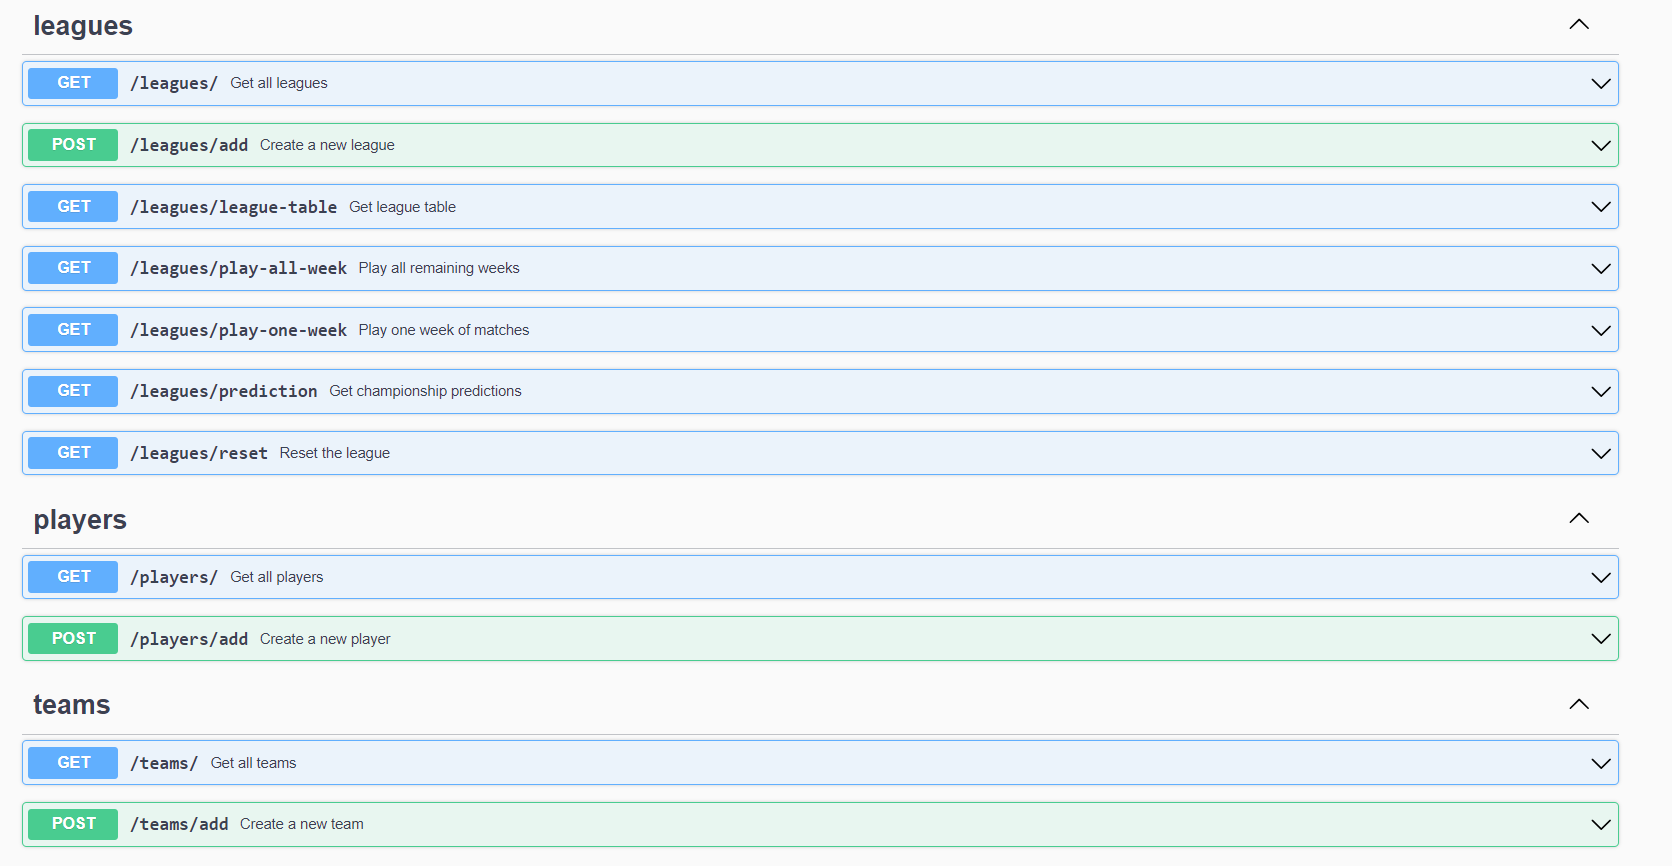 leagues
GET /leagues/ Get all leagues
POST /leagues/add Create a new league
GET /leagues/league-table Get league table
GET /leagues/play-all-week Play all remaining weeks
GET /leagues/play-one-week Play one week of matches
GET /leagues/prediction Get championship predictions
GET /leagues/reset Reset the league
players
GET /players/ Get all players
POST /players/add Create a new player
teams
GET /teams/ Get all teams
POST /teams/add Create a new team